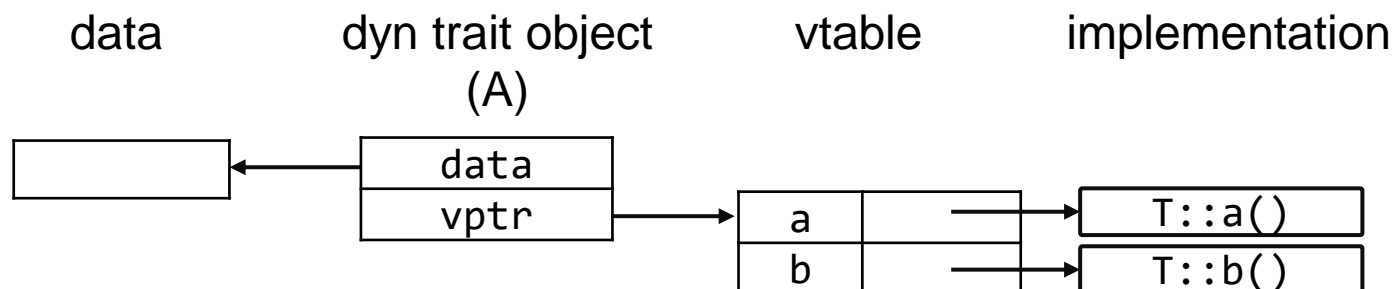 data dyn trait object vtable implementation
(A)
data
vptr
a T::a()
b T::b()